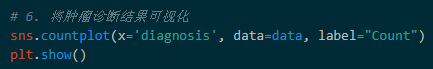 # 6. 将肿瘤诊断结果可视化
sns.countplot(x='diagnosis', data=data, label="Count")
plt.show()